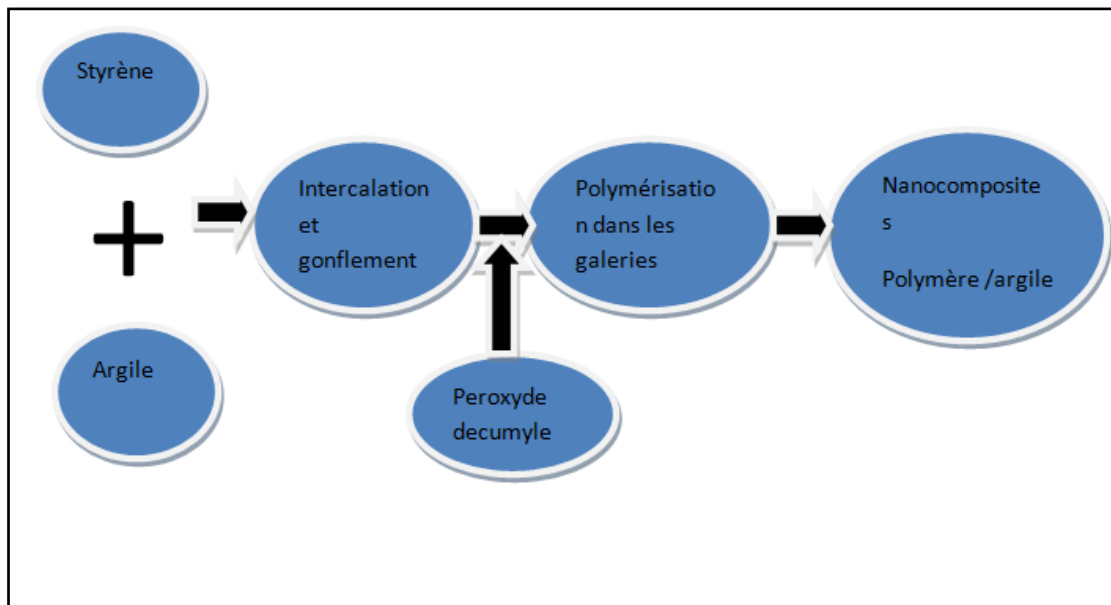 Styrène
+
Argile
Intercalation
et
gonflement
Peroxyde
decumyle
Polymérisatio
n dans les
galeries
Nanocomposite
s
Polymère /argile